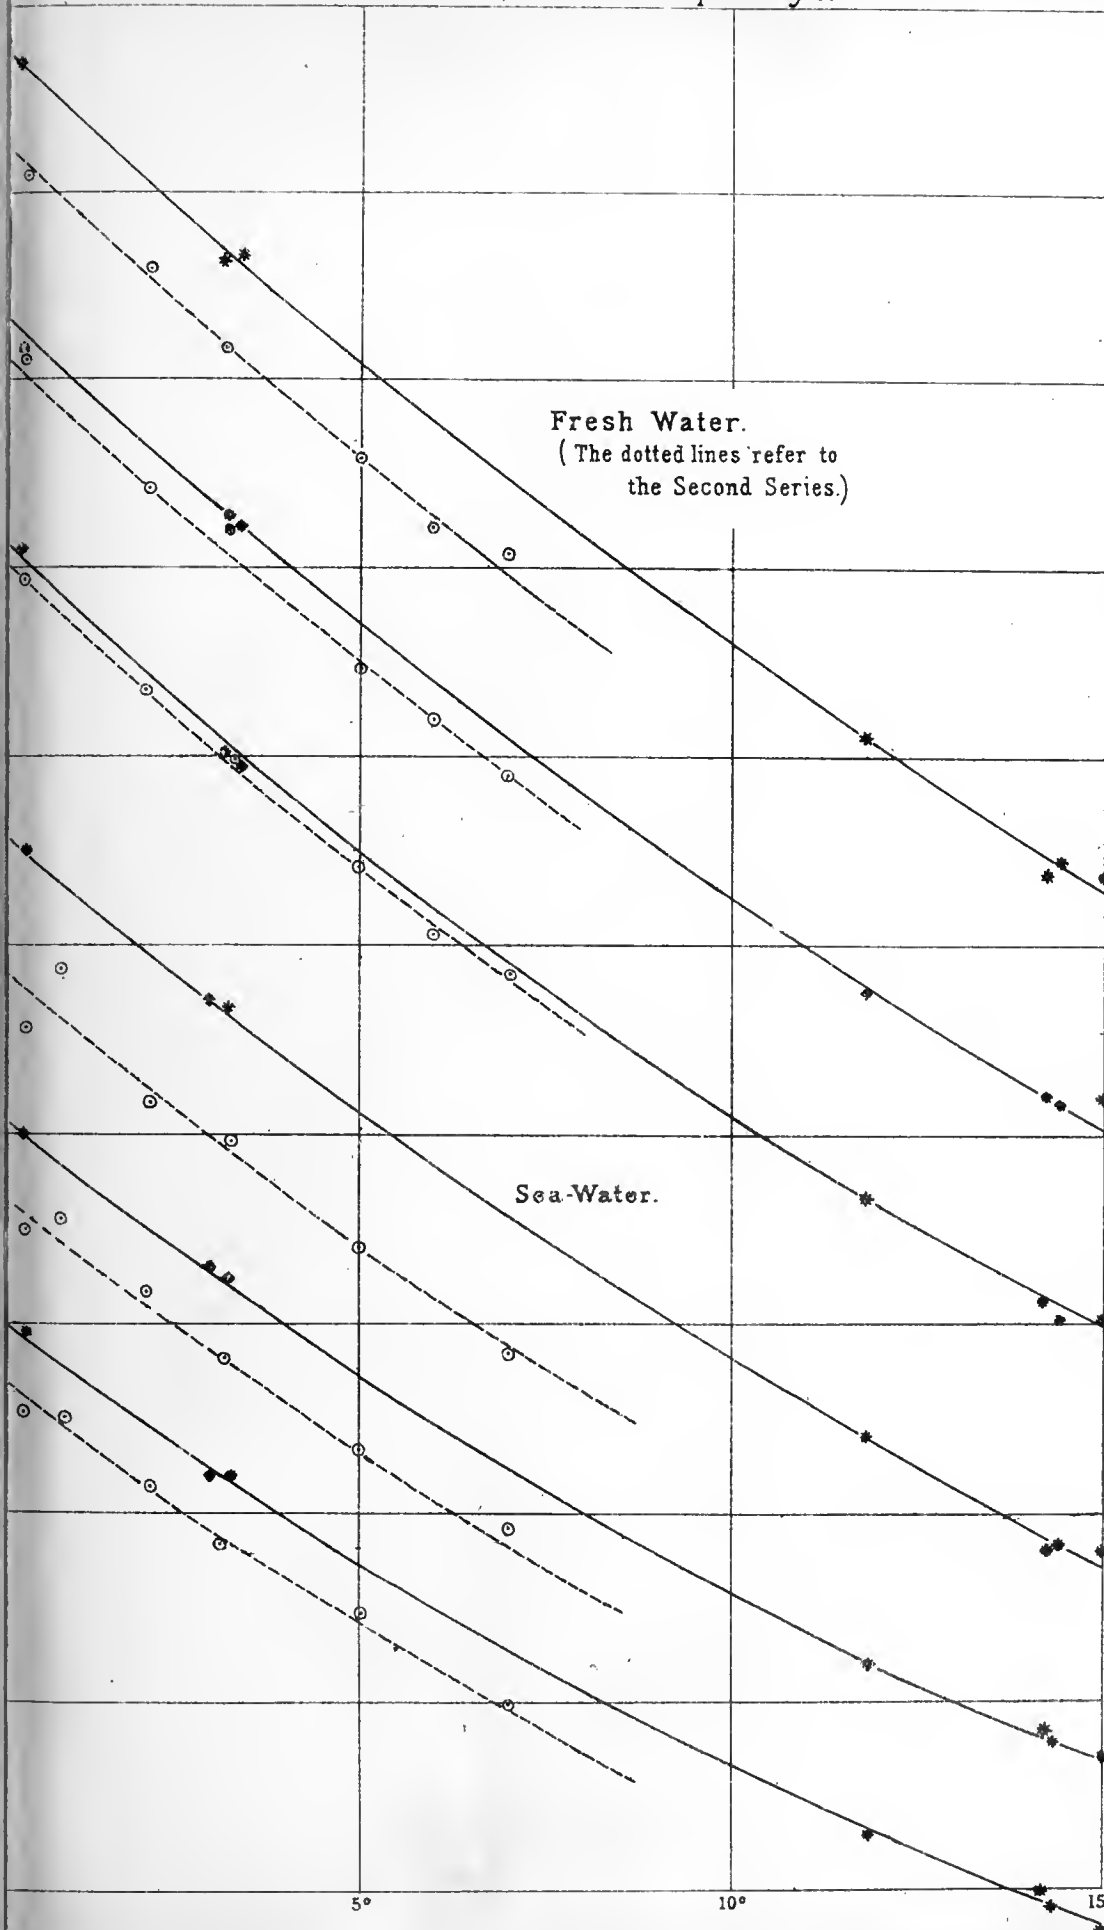 Fresh Water.
(The dotted lines refer to
the Second Series.)
Sea-Water.
5° 10° 15